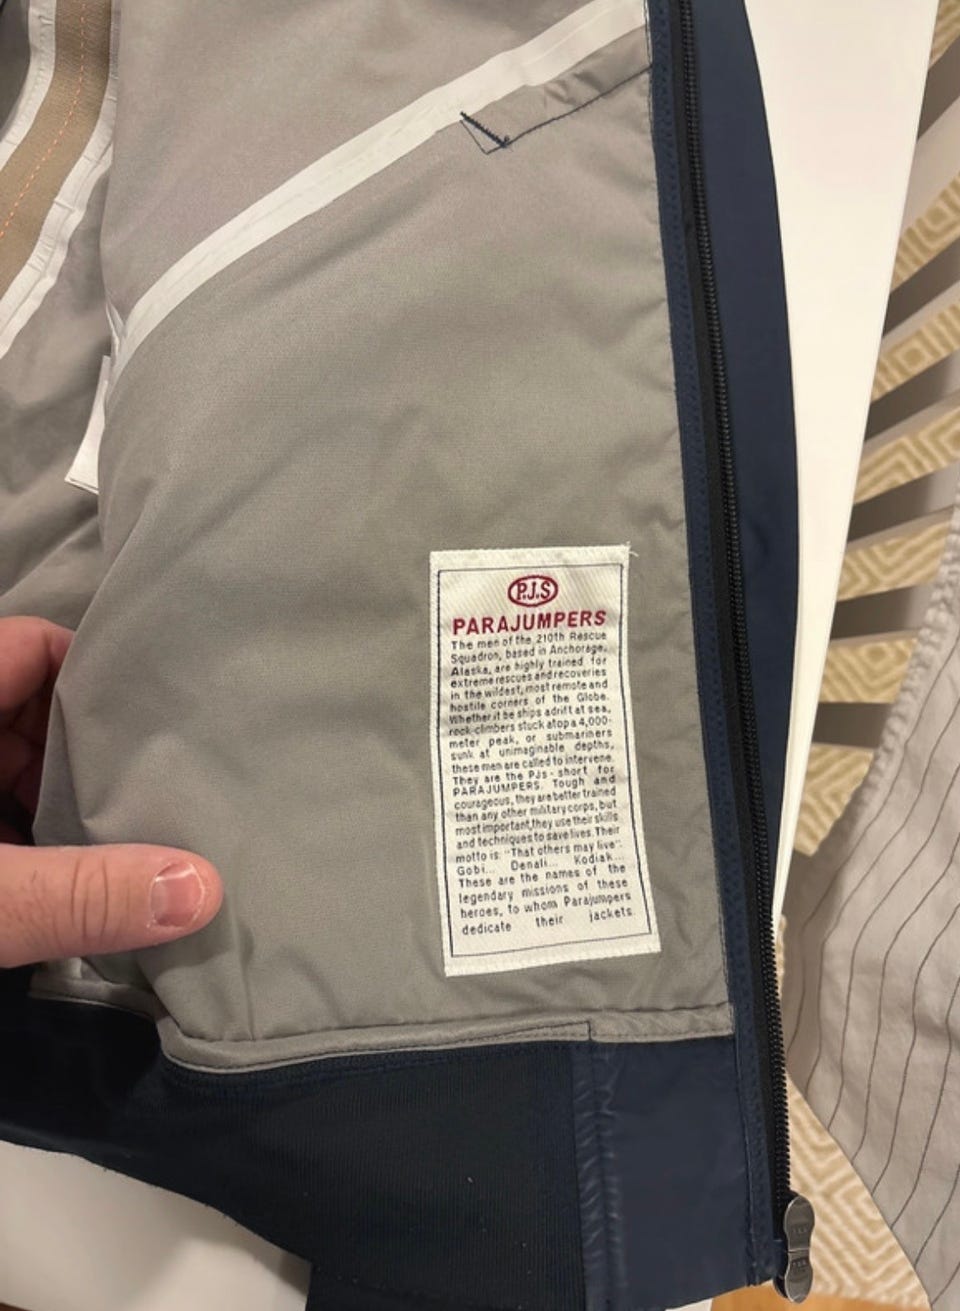 P.J.S
PARAJUMPERS
The men of the 210th Rescue
Squadron, based in Anchorage,
Alaska, are highly trained for
extreme rescues and recoveries
in the wildest, most remote and
hostile corners of the Globe.
Whether it be ships adrift at sea,
rock-climbers stuck atop a 4,000-
meter peak, or submariners
sunk at unimaginable depths,
these men are called to intervene.
They are the PJs - short for
PARAJUMPERS. Tough and
courageous, they are better trained
than any other military corps, but
most important, they use their skills
and techniques to save lives. Their
motto is: "That others may live".
Gobi... Denali... Kodiak...
These are the names of the
legendary missions of these
heroes, to whom Parajumpers
dedicate their jackets.